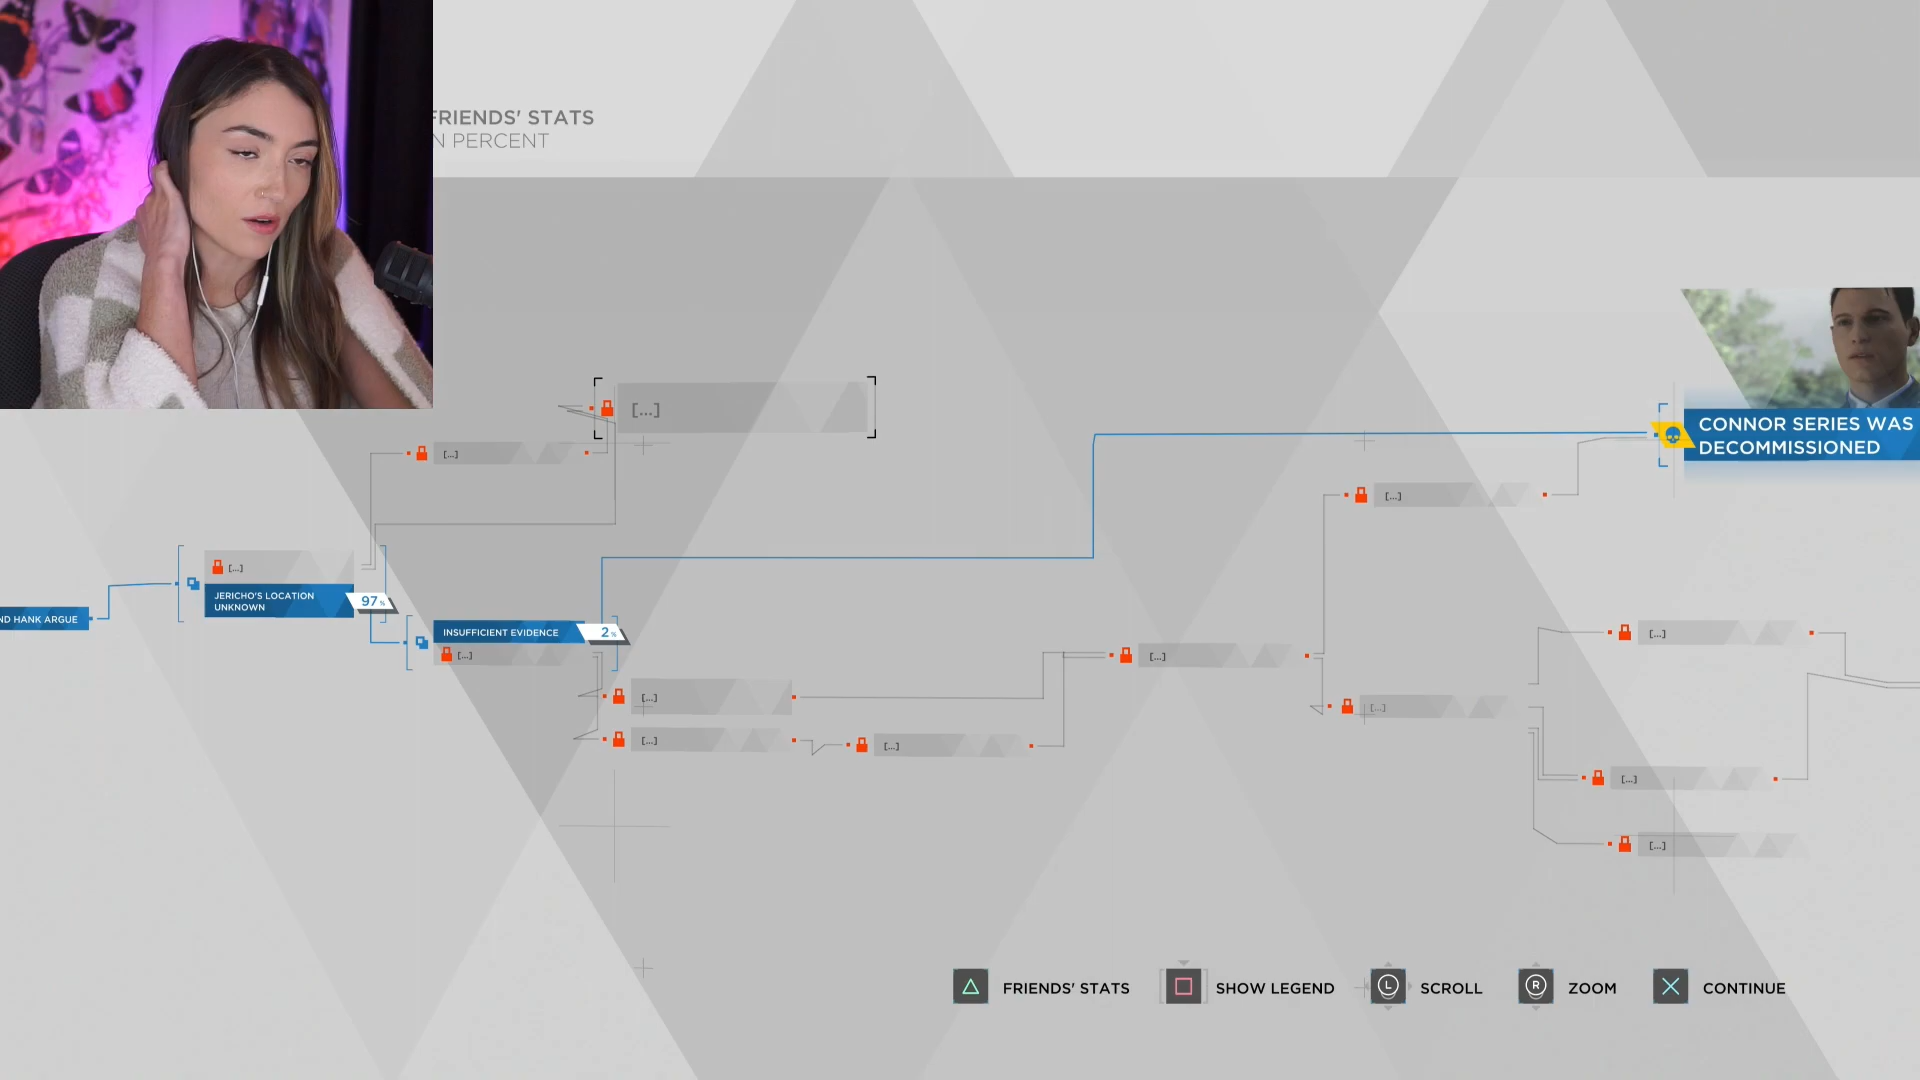 FRIENDS' STATS
N PERCENT
[...]
[...]
CONNOR SERIES WAS
DECOMMISSIONED
[...]
[...]
JERICHO'S LOCATION
UNKNOWN
97%
ND HANK ARGUE
INSUFFICIENT EVIDENCE
2%
[...]
[...]
[...]
[...]
[...]
[...]
[...]
[...]
[...]
FRIENDS' STATS
SHOW LEGEND
L
SCROLL
R
ZOOM
CONTINUE